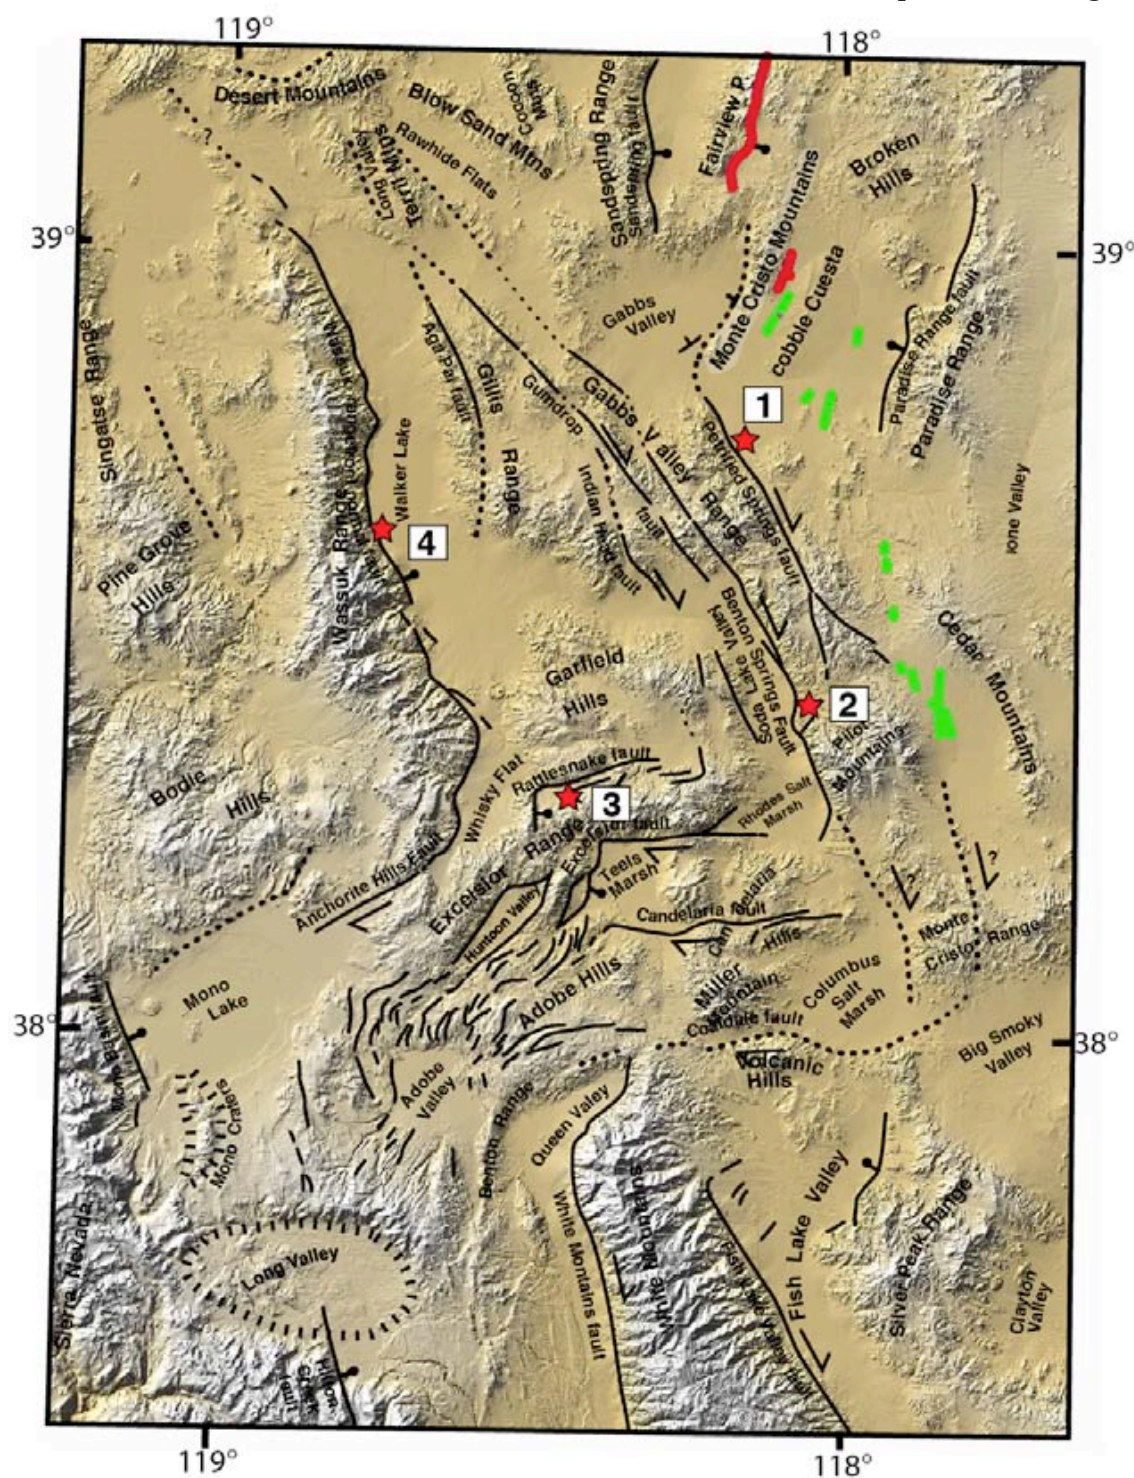 119°
118°
Desert Mountains
Blow Sand Mtns
Cocoon
Mtns
Rawhide Flats
Terrill Mtns
Long Valley
Sandspring Range
Sandspring fault
Fairview P.
Broken
Hills
?
39°
39°
Monte Cristo Mountains
cobble Cuesta
Gabbs
Valley
Paradise Range fault
Paradise Range
Singatse Range
Agai Pai fault
Gillis
Range
Gumdrop
Gabbs
Valley
Range
Petrified Springs fault
1
Walker Lake
Indian Head fault
fault
Ione Valley
4
Wassuk Range
Pine Grove
Hills
Benton Springs Fault
Soda Lake
Valley
Cedar
Mountains
Garfield
Hills
2
Pilot
Mountains
Bodie
Hills
Whisky Flat
Rattlesnake fault
3
Rhodes Salt
Marsh
Excelsior
Range
Excelsior fault
Teels
Marsh
Anchorite Hills Fault
Huntoon Valley
Candelaria fault
Candelaria
Hills
?
?
Monte
Cristo
Range
Mono
Lake
Adobe Hills
Miller
Mountain
Columbus
Salt
Marsh
Coaldale fault
38°
38°
Big Smoky
Valley
Volcanic
Hills
Adobe
Valley
Mono Craters
Benton Range
Queen Valey
White Mountains
White Mountains fault
Fish Lake Valley
Fish Lake Valley fault
Silver Peak Range
Clayton
Valley
Sierra Nevada
Long Valley
119°
118°